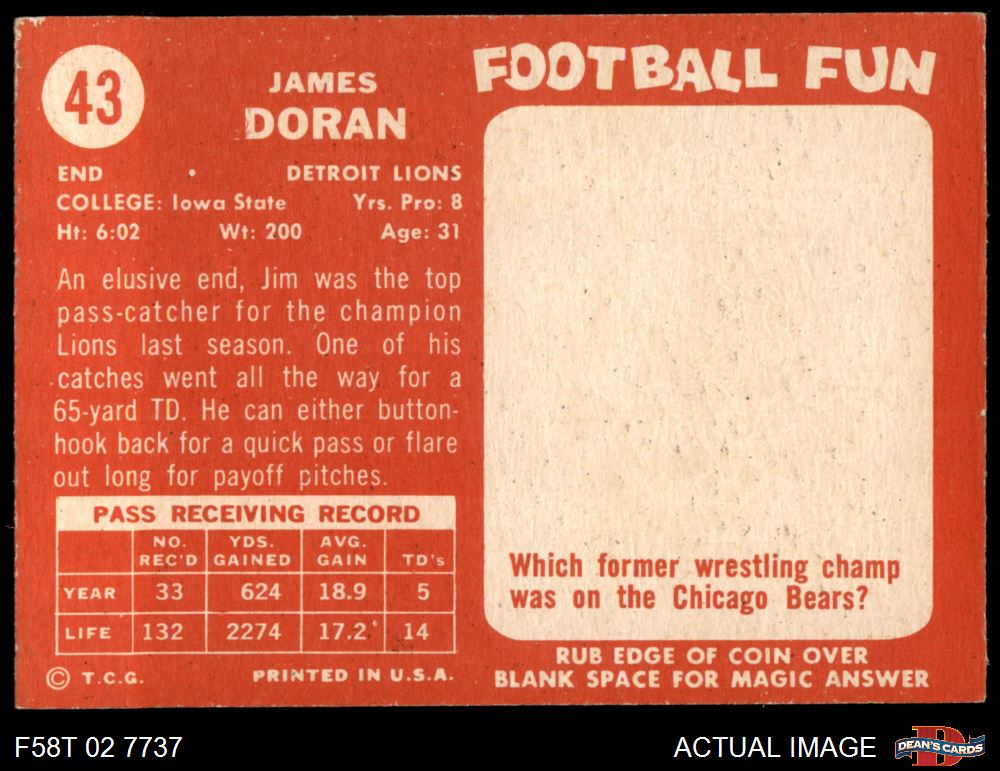 43
JAMES
DORAN
END • DETROIT LIONS
COLLEGE: Iowa State Yrs. Pro: 8
Ht: 6:02 Wt: 200 Age: 31
An elusive end, Jim was the top
pass-catcher for the champion
Lions last season. One of his
catches went all the way for a
65-yard TD. He can either button-
hook back for a quick pass or flare
out long for payoff pitches.
PASS RECEIVING RECORD
NO. REC'D YDS. GAINED AVG. GAIN TD's
YEAR 33 624 18.9 5
LIFE 132 2274 17.2 14
© T.C.G. PRINTED IN U.S.A.
FOOTBALL FUN
Which former wrestling champ
was on the Chicago Bears?
RUB EDGE OF COIN OVER
BLANK SPACE FOR MAGIC ANSWER
F58T 02 7737
ACTUAL IMAGE
D
DEAN'S CARDS